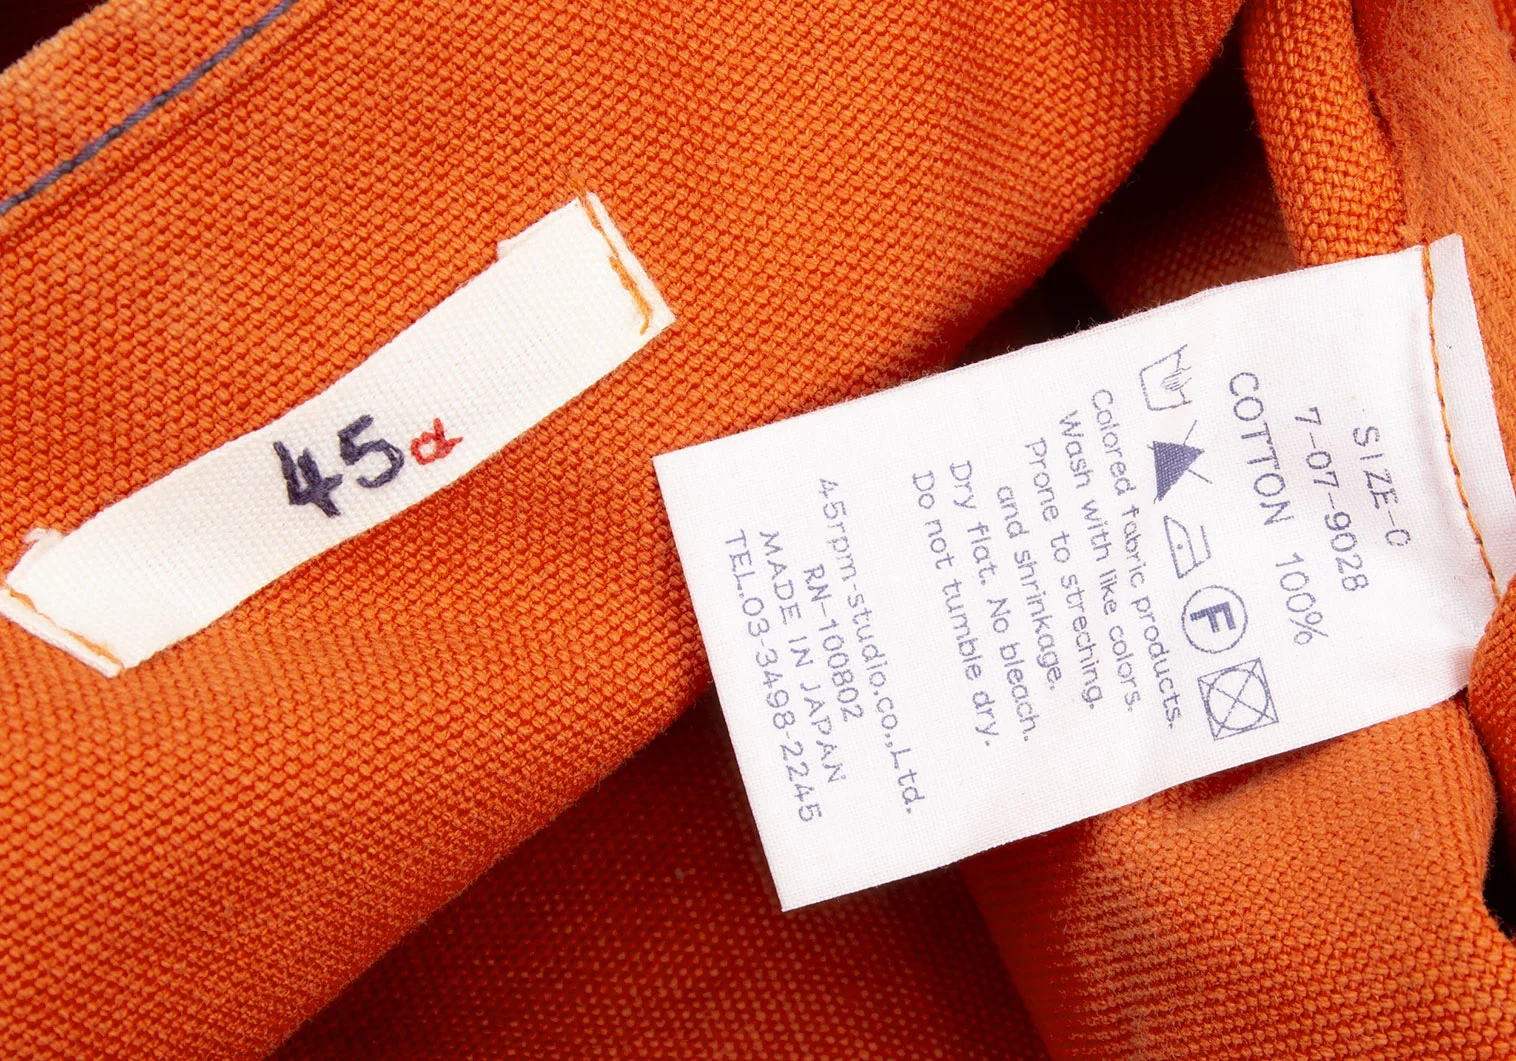 45α
SIZE-0
7-07-9028
COTTON 100%
F
Colored fabric products.
Wash with like colors.
Prone to streching.
and shrinkage.
Dry flat. No bleach.
Do not tumble dry.
45rpm-studio.co.,Ltd.
RN-100802
MADE IN JAPAN
TEL.03-3498-2245